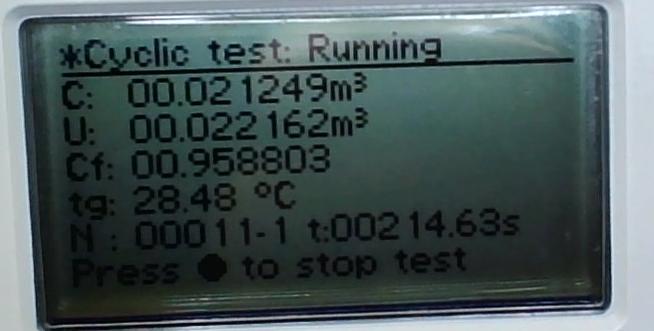 *Cyclic test: Running
C: 00.021249m³
U: 00.022162m³
Cf: 00.958803
tg: 28.48 °C
N : 00011-1 t:00214.63s
Press ● to stop test